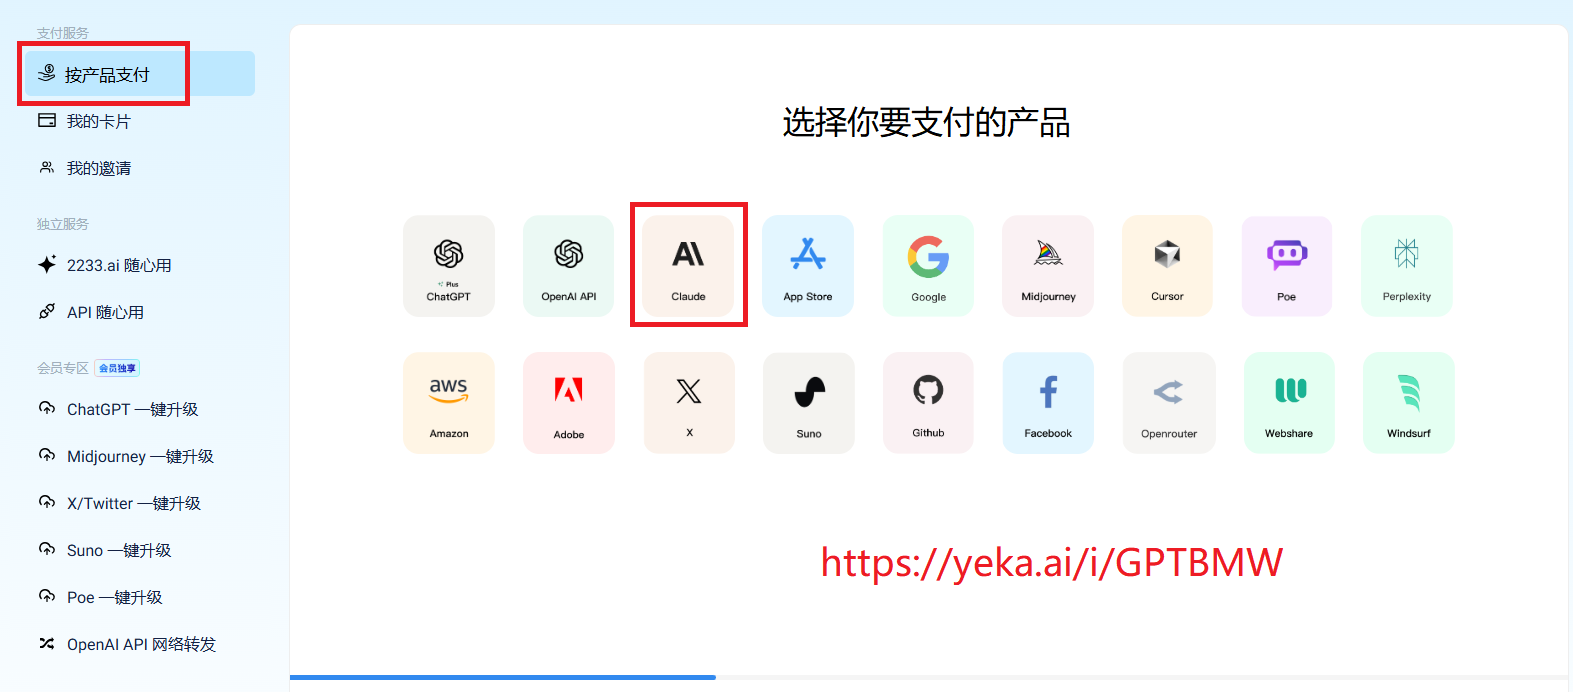 支付服务
按产品支付
我的卡片
我的邀请
独立服务
2233.ai 随心用
API 随心用
会员专区 会员独享
ChatGPT 一键升级
Midjourney 一键升级
X/Twitter 一键升级
Suno 一键升级
Poe 一键升级
OpenAI API 网络转发
选择你要支付的产品
Plus
ChatGPT
OpenAI API
AI
Claude
App Store
Google
Midjourney
Cursor
Poe
Perplexity
aws
Amazon
Adobe
X
Suno
Github
Facebook
Openrouter
Webshare
Windsurf
https://yeka.ai/i/GPTBMW